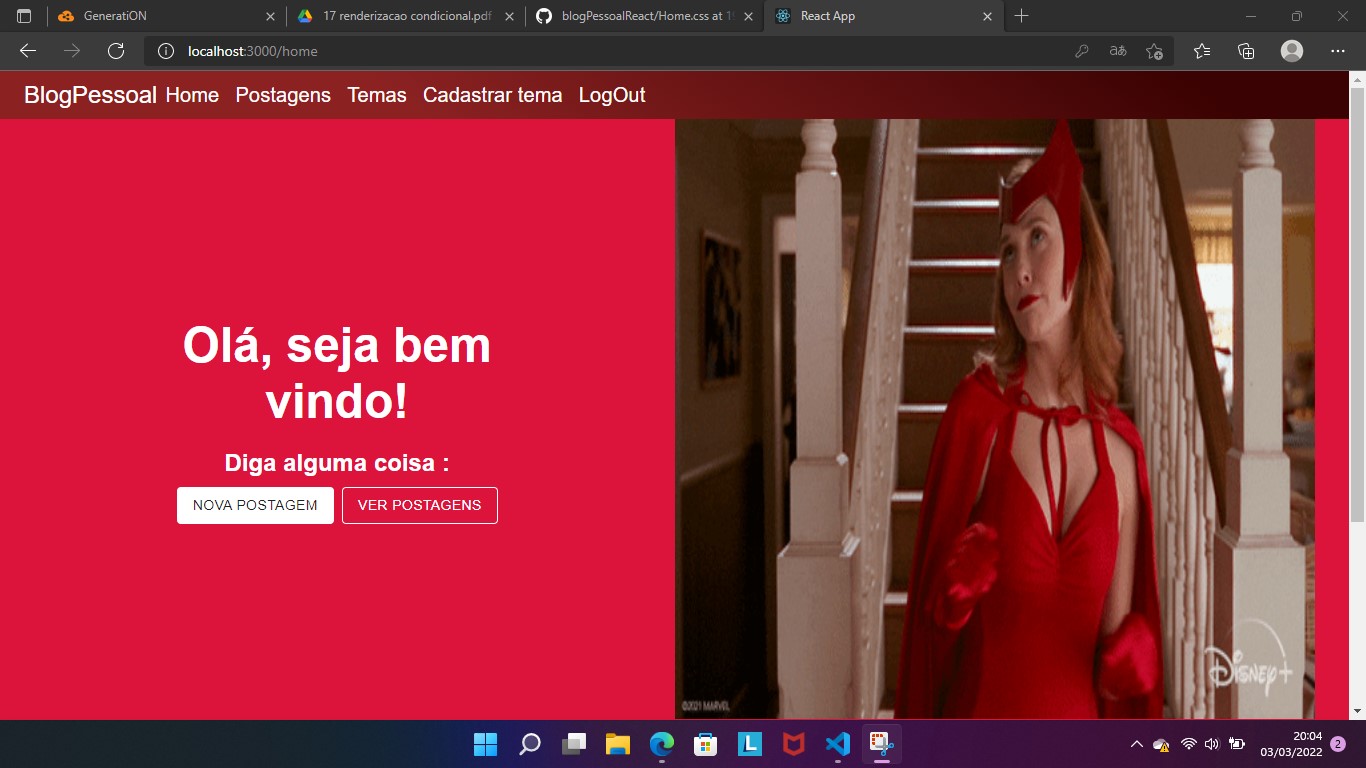 GeneratiON
17 renderizacao condicional.pdf
blogPessoalReact/Home.css at 19
React App
localhost:3000/home
BlogPessoal Home Postagens Temas Cadastrar tema LogOut
Olá, seja bem
vindo!
Diga alguma coisa :
NOVA POSTAGEM VER POSTAGENS
©2021 MARVEL
Disney+
20:04
03/03/2022
2